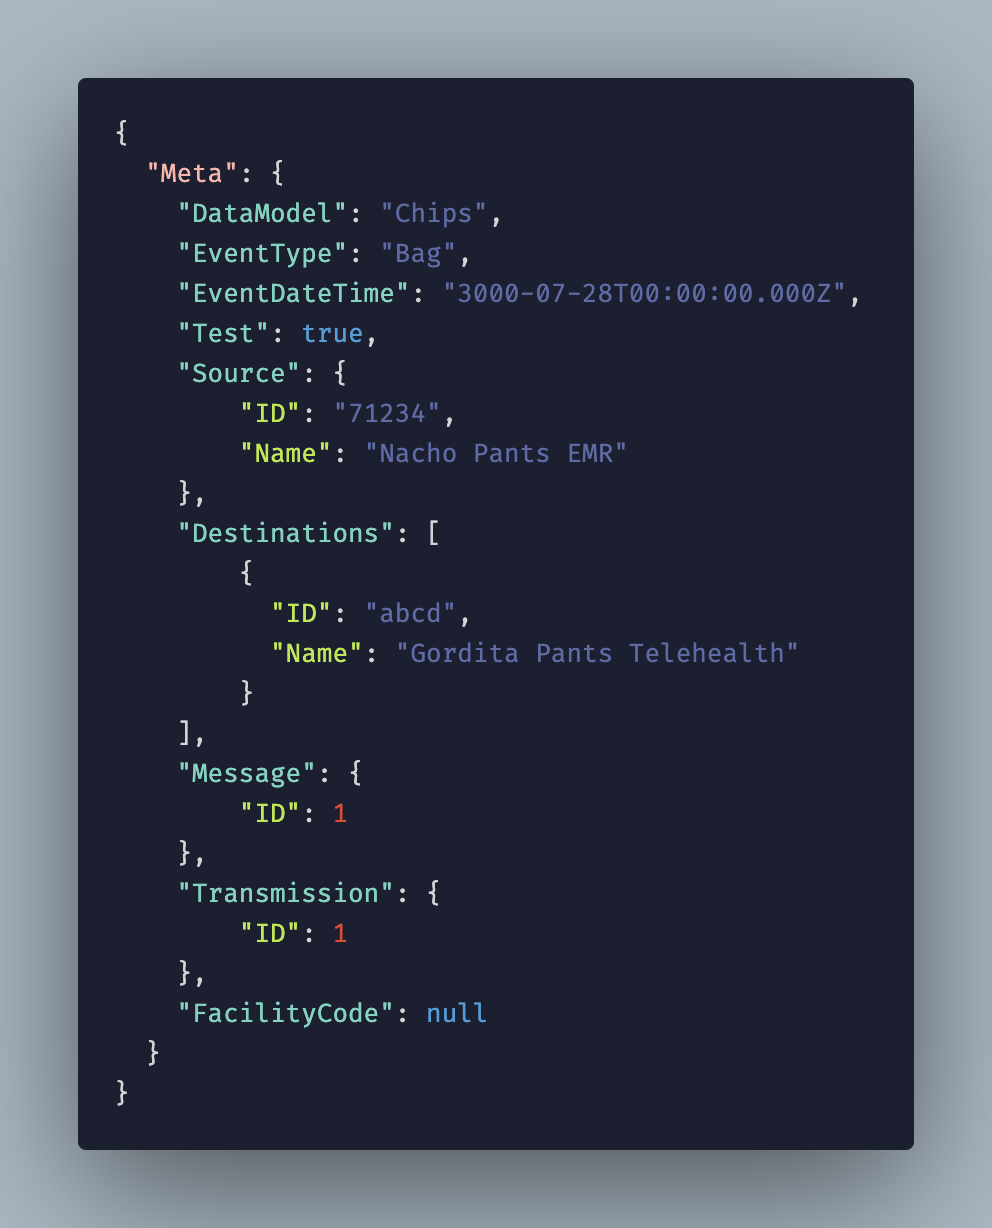 {
  "Meta": {
    "DataModel": "Chips",
    "EventType": "Bag",
    "EventDateTime": "3000-07-28T00:00:00.000Z",
    "Test": true,
    "Source": {
        "ID": "71234",
        "Name": "Nacho Pants EMR"
    },
    "Destinations": [
        {
          "ID": "abcd",
          "Name": "Gordita Pants Telehealth"
        }
    ],
    "Message": {
        "ID": 1
    },
    "Transmission": {
        "ID": 1
    },
    "FacilityCode": null
  }
}